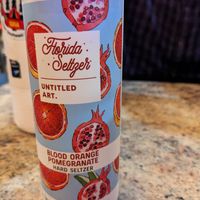 Florida
Seltzer
UNTITLED
ART.
BLOOD ORANGE
POMEGRANATE
HARD SELTZER